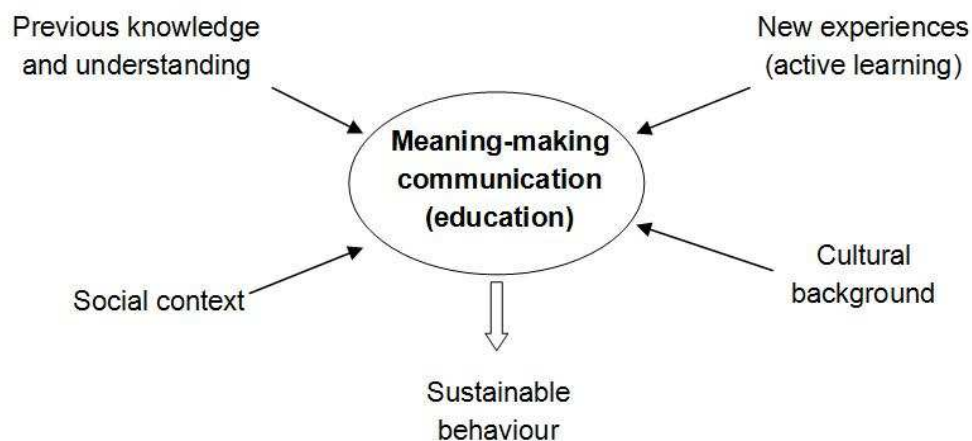 Previous knowledge
and understanding
New experiences
(active learning)
Meaning-making
communication
(education)
Social context
Cultural
background
Sustainable
behaviour